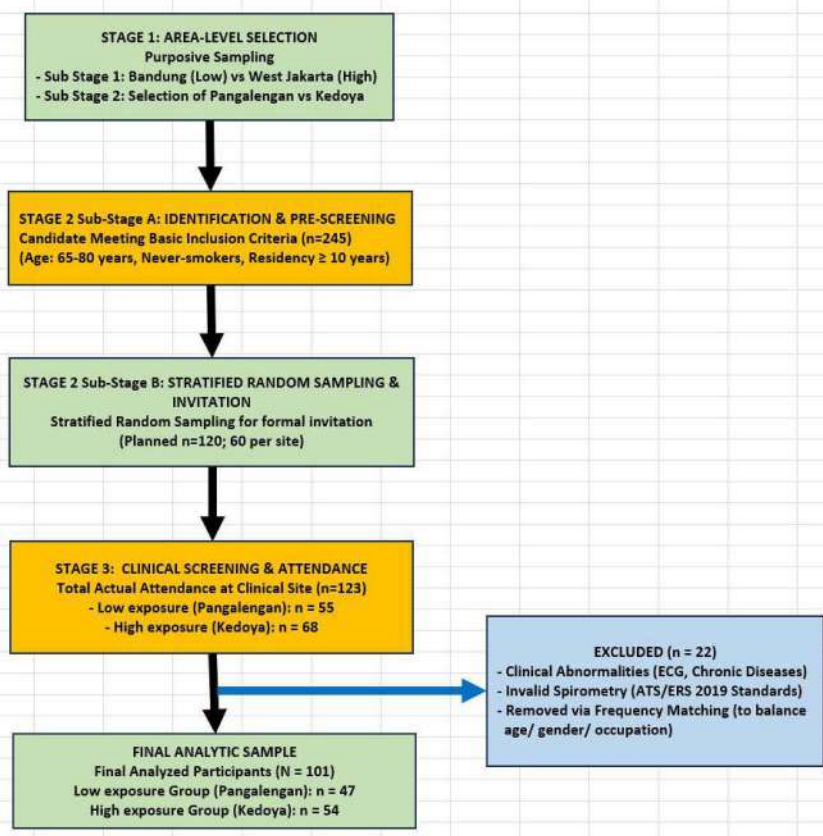 STAGE 1: AREA-LEVEL SELECTION
Purposive Sampling
- Sub Stage 1: Bandung (Low) vs West Jakarta (High)
- Sub Stage 2: Selection of Pangalengan vs Kedoya
STAGE 2 Sub-Stage A: IDENTIFICATION & PRE-SCREENING
Candidate Meeting Basic Inclusion Criteria (n=245)
(Age: 65-80 years, Never-smokers, Residency ≥ 10 years)
STAGE 2 Sub-Stage B: STRATIFIED RANDOM SAMPLING &
INVITATION
Stratified Random Sampling for formal invitation
(Planned n=120; 60 per site)
STAGE 3: CLINICAL SCREENING & ATTENDANCE
Total Actual Attendance at Clinical Site (n=123)
- Low exposure (Pangalengan): n = 55
- High exposure (Kedoya): n = 68
EXCLUDED (n = 22)
- Clinical Abnormalities (ECG, Chronic Diseases)
- Invalid Spirometry (ATS/ERS 2019 Standards)
- Removed via Frequency Matching (to balance
age/ gender/ occupation)
FINAL ANALYTIC SAMPLE
Final Analyzed Participants (N = 101)
Low exposure Group (Pangalengan): n = 47
High exposure Group (Kedoya): n = 54